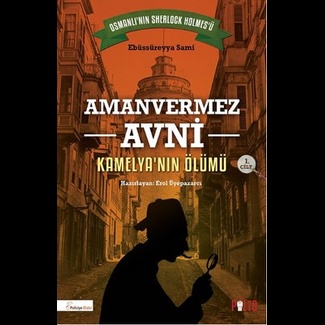 OSMANLI'NIN SHERLOCK HOLMES'Ü
Ebüssüreyya Sami
AMANVERMEZ
AVNİ
KAMELYA'NIN ÖLÜMÜ
1.
CİLT
Hazırlayan: Erol Üyepazarcı